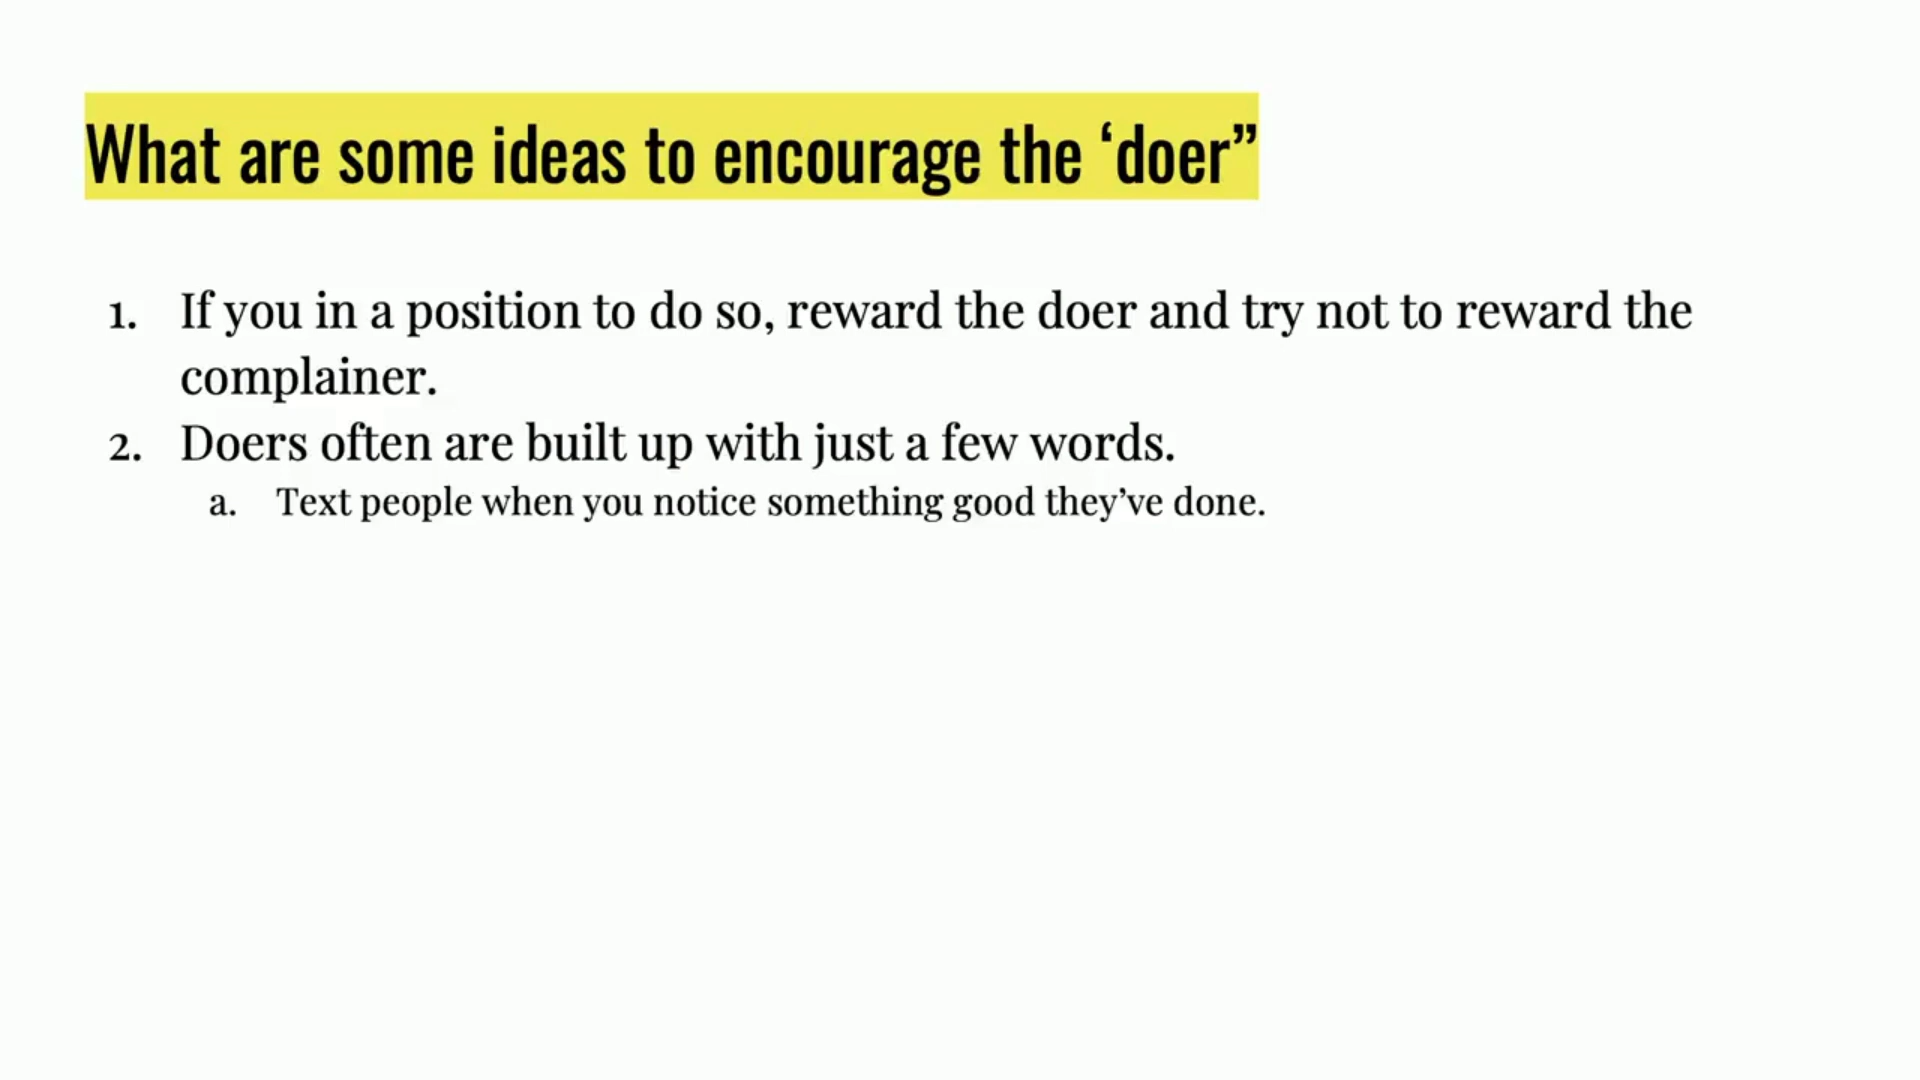 What are some ideas to encourage the ‘doer”
1. If you in a position to do so, reward the doer and try not to reward the
complainer.
2. Doers often are built up with just a few words.
a. Text people when you notice something good they’ve done.